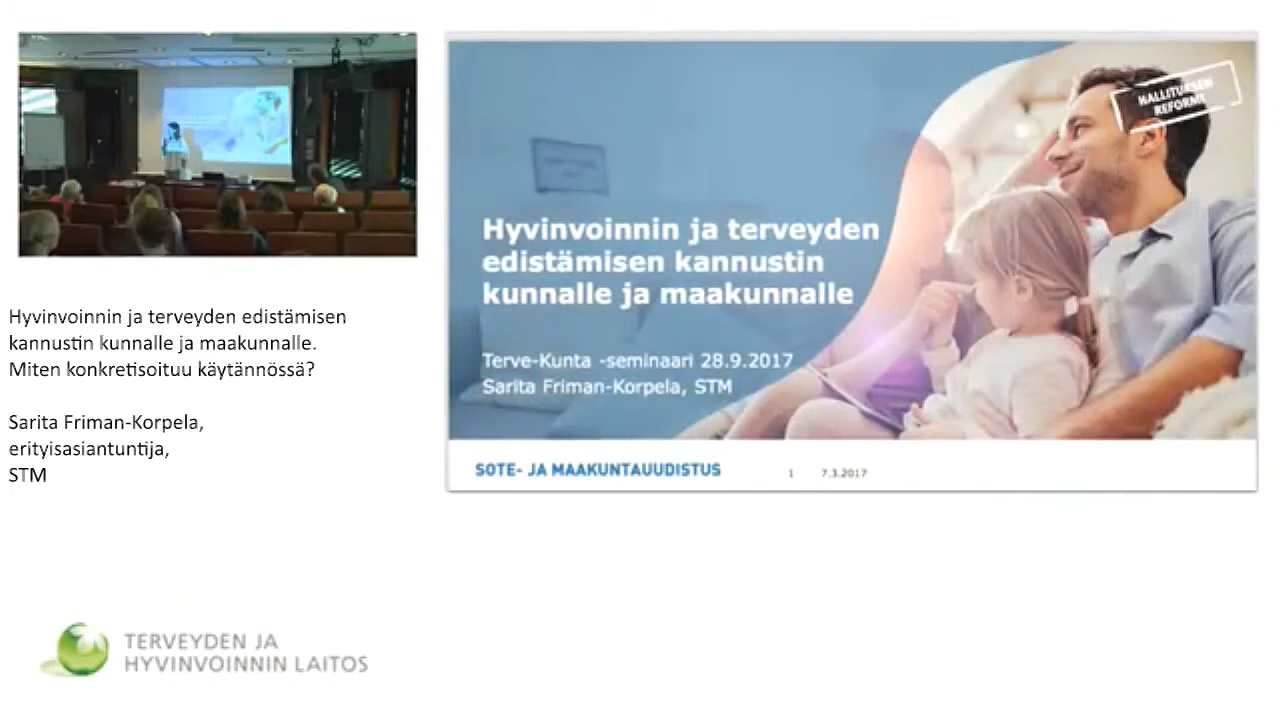 Hyvinvoinnin ja terveyden edistämisen
kannustin kunnalle ja maakunnalle.
Miten konkretisoituu käytännössä?
Sarita Friman-Korpela,
erityisasiantuntija,
STM
TERVEYDEN JA
HYVINVOINNIN LAITOS
HALLITUKSEN
REFORMI
Hyvinvoinnin ja terveyden
edistämisen kannustin
kunnalle ja maakunnalle
Terve-Kunta -seminaari 28.9.2017
Sarita Friman-Korpela, STM
SOTE- JA MAAKUNTAUUDISTUS
1 7.3.2017